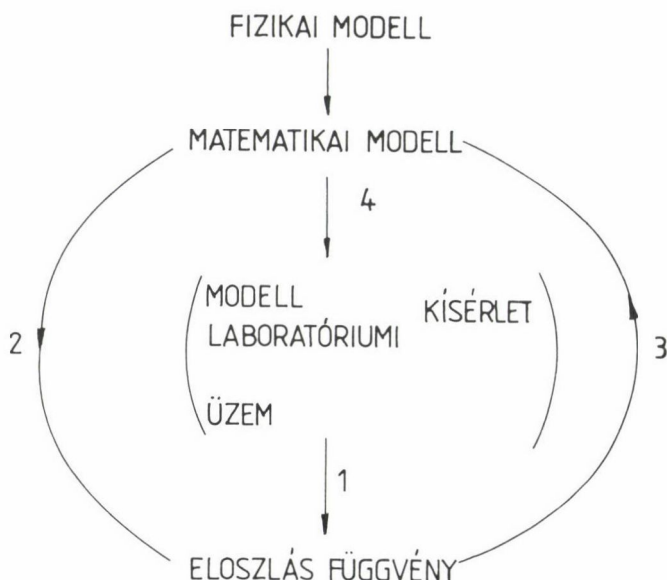 FIZIKAI MODELL
MATEMATIKAI MODELL
4
MODELL
KÍSÉRLET
LABORATÓRIUMI
2
3
ÜZEM
1
ELOSZLÁS FÜGGVÉNY